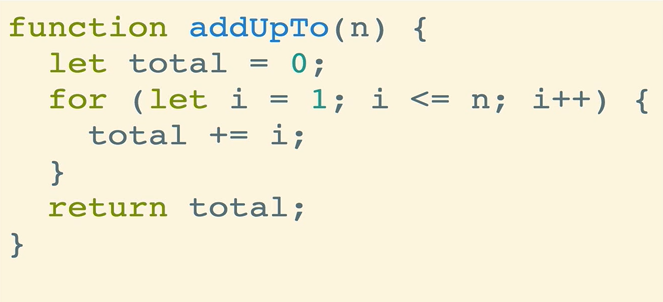 function addUpTo(n) {
  let total = 0;
  for (let i = 1; i <= n; i++) {
    total += i;
  }
  return total;
}